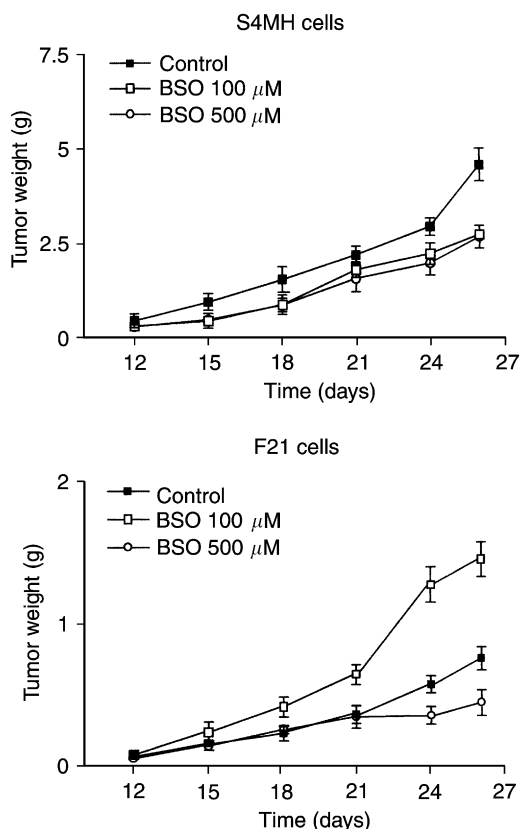 S4MH cells
7.5
5
2.5
0
Tumor weight (g)
Control
BSO 100 μM
BSO 500 μM
12 15 18 21 24 27
Time (days)
F21 cells
2
1
0
Tumor weight (g)
Control
BSO 100 μM
BSO 500 μM
12 15 18 21 24 27
Time (days)